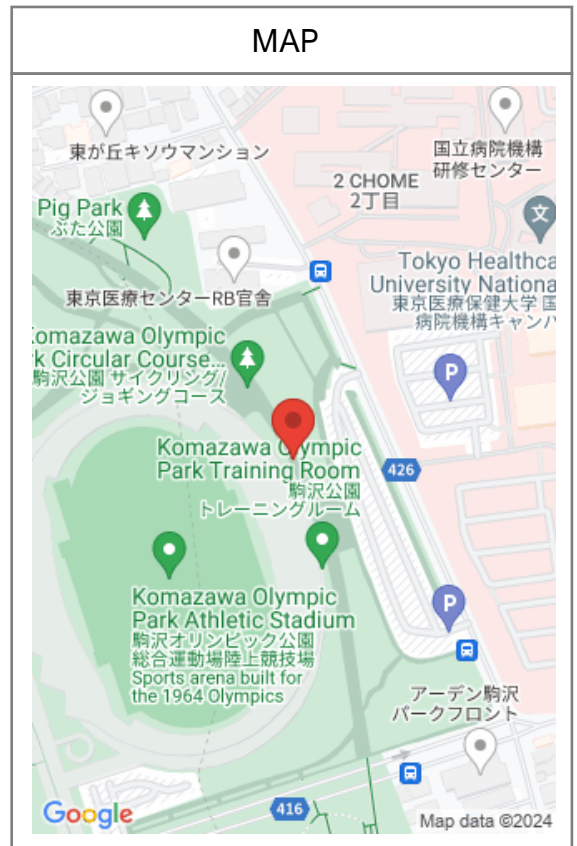 MAP
東が丘キソウマンション
国立病院機構
研修センター
2 CHOME
2丁目
Pig Park
ぶた公園
文
Tokyo Healthca
University Nationa
東京医療保健大学 国
病院機構キャンパ
東京医療センターRB官舎
Komazawa Olympic
k Circular Course...
駒沢公園 サイクリング/
ジョギングコース
P
Komazawa Olympic
Park Training Room
駒沢公園
トレーニングルーム
426
Komazawa Olympic
Park Athletic Stadium
駒沢オリンピック公園
総合運動場陸上競技場
Sports arena built for
the 1964 Olympics
P
アーデン駒沢
パークフロント
416
Google
Map data ©2024